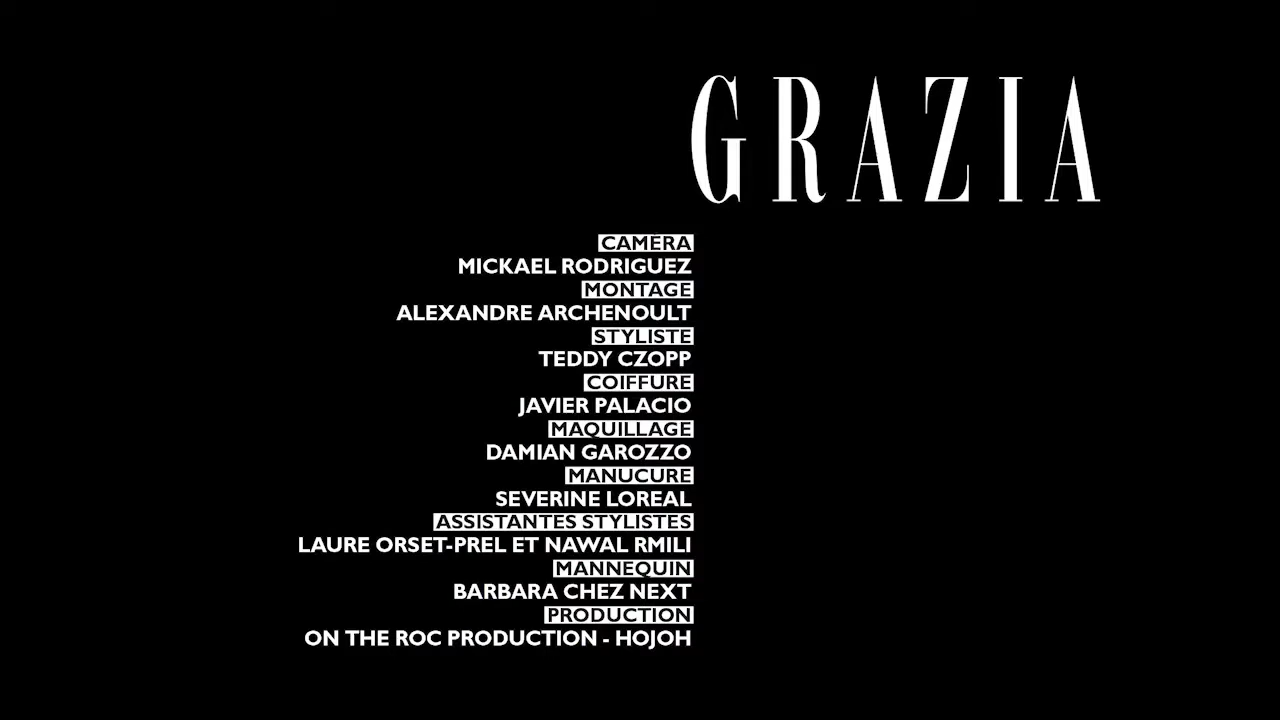 GRAZIA
CAMÉRA
MICKAEL RODRIGUEZ
MONTAGE
ALEXANDRE ARCHENOULT
STYLISTE
TEDDY CZOPP
COIFFURE
JAVIER PALACIO
MAQUILLAGE
DAMIAN GAROZZO
MANUCURE
SEVERINE LOREAL
ASSISTANTES STYLISTES
LAURE ORSET-PREL ET NAWAL RMILI
MANNEQUIN
BARBARA CHEZ NEXT
PRODUCTION
ON THE ROC PRODUCTION - HOJOH